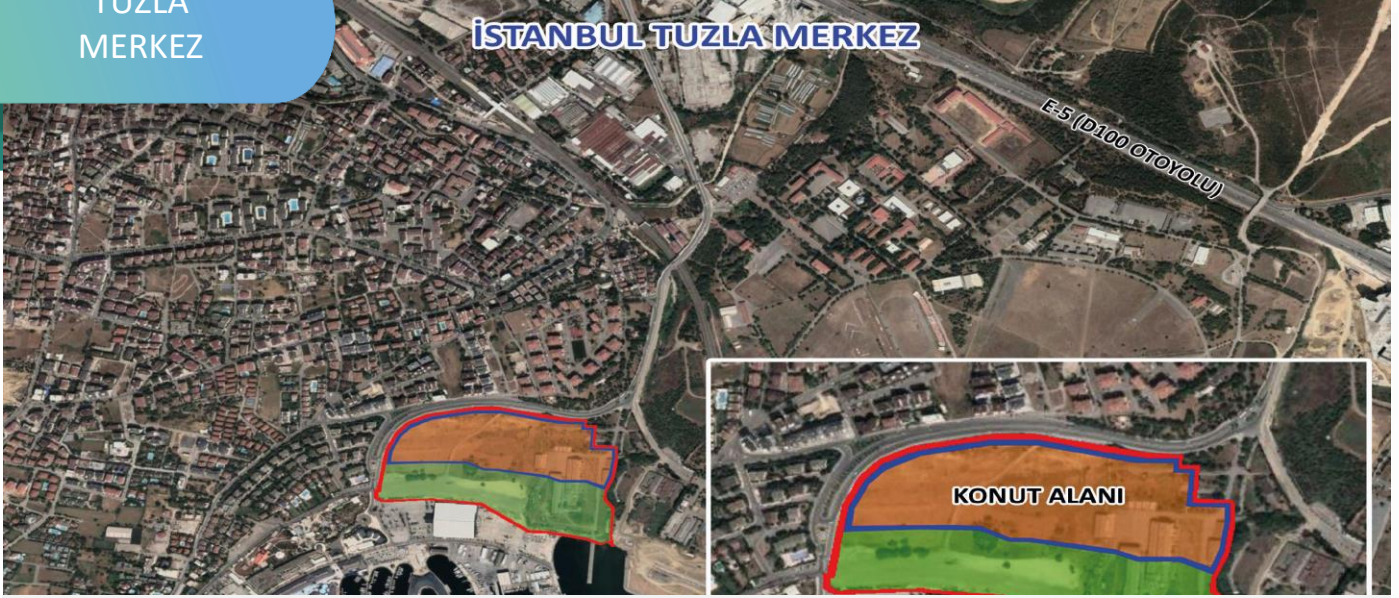 TUZLA
MERKEZ
İSTANBUL TUZLA MERKEZ
E-5 (D100 OTOYOLU)
KONUT ALANI